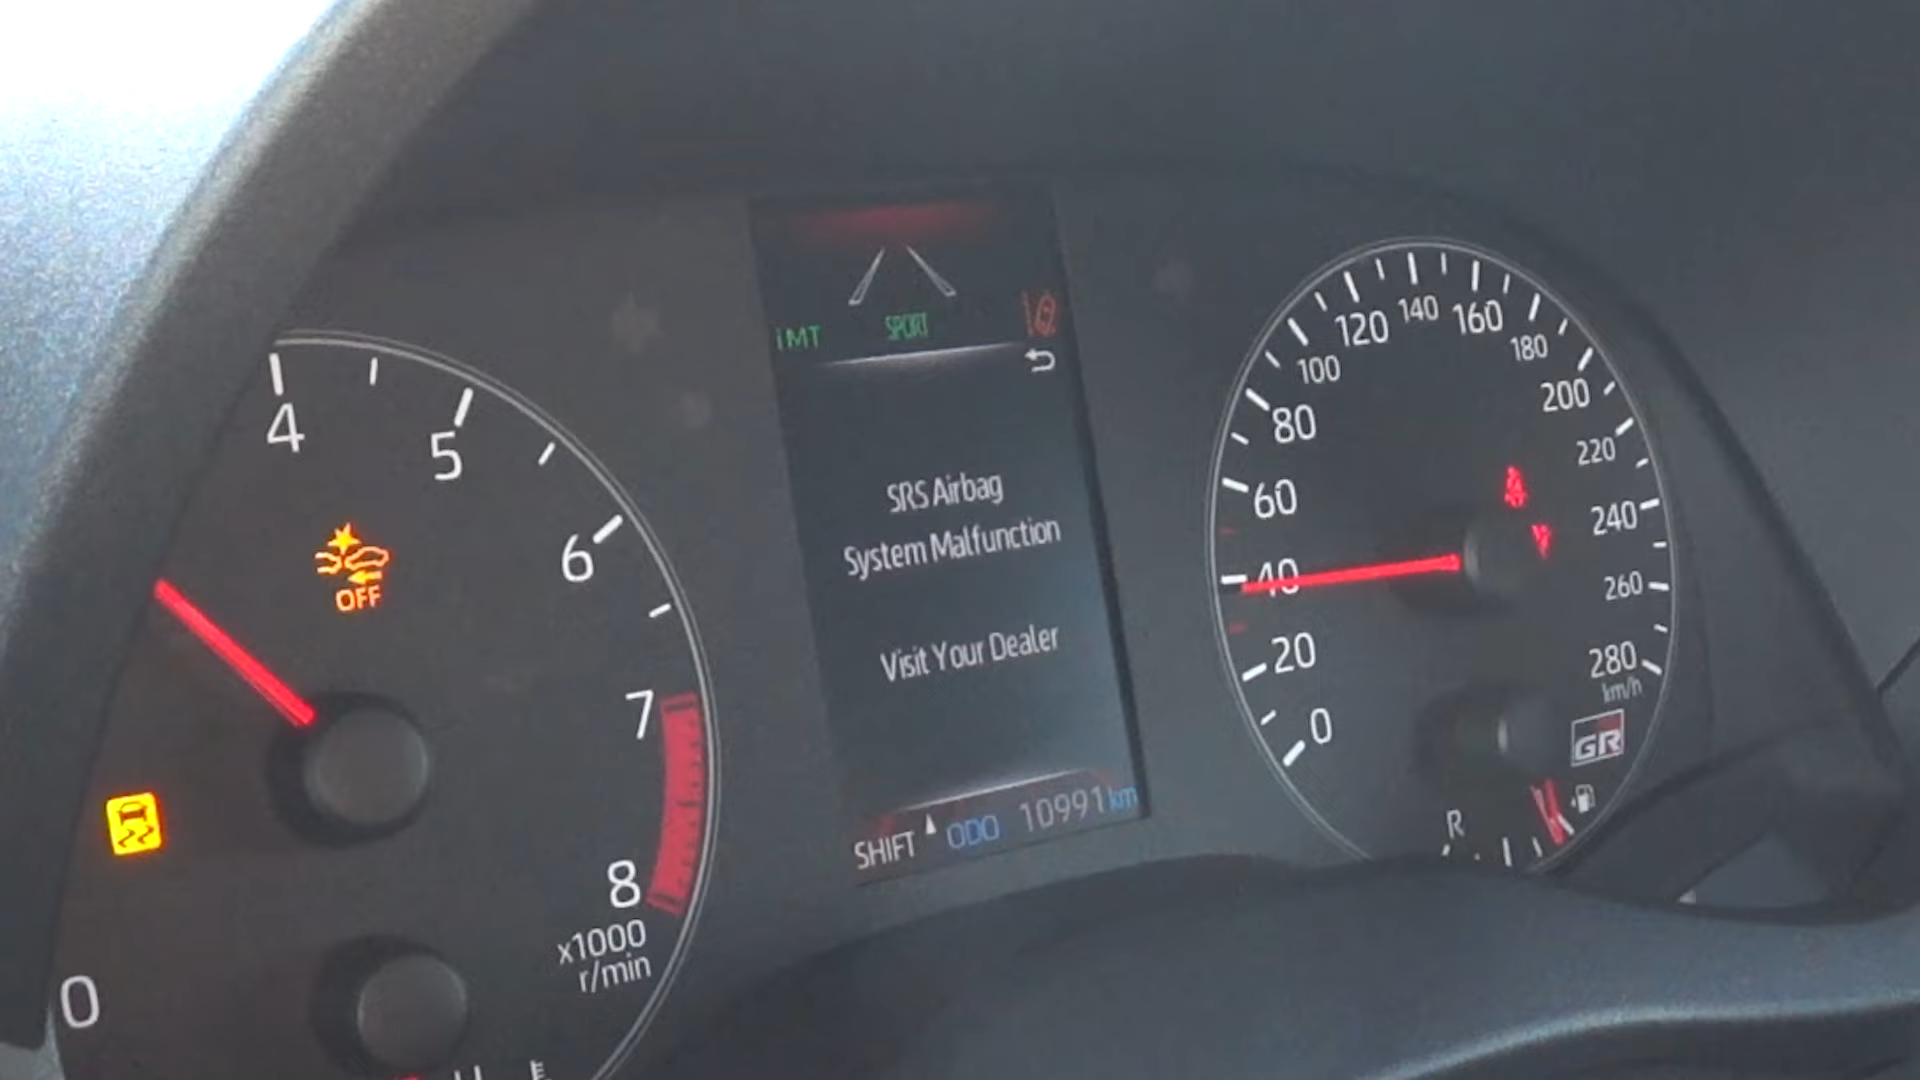 4
5
6
7
8
x1000
r/min
0
OFF
iMT
SPORT
SRS Airbag
System Malfunction
Visit Your Dealer
SHIFT
ODO 10991 km
0
20
40
60
80
100
120
140
160
180
200
220
240
260
280
km/h
GR
R
E